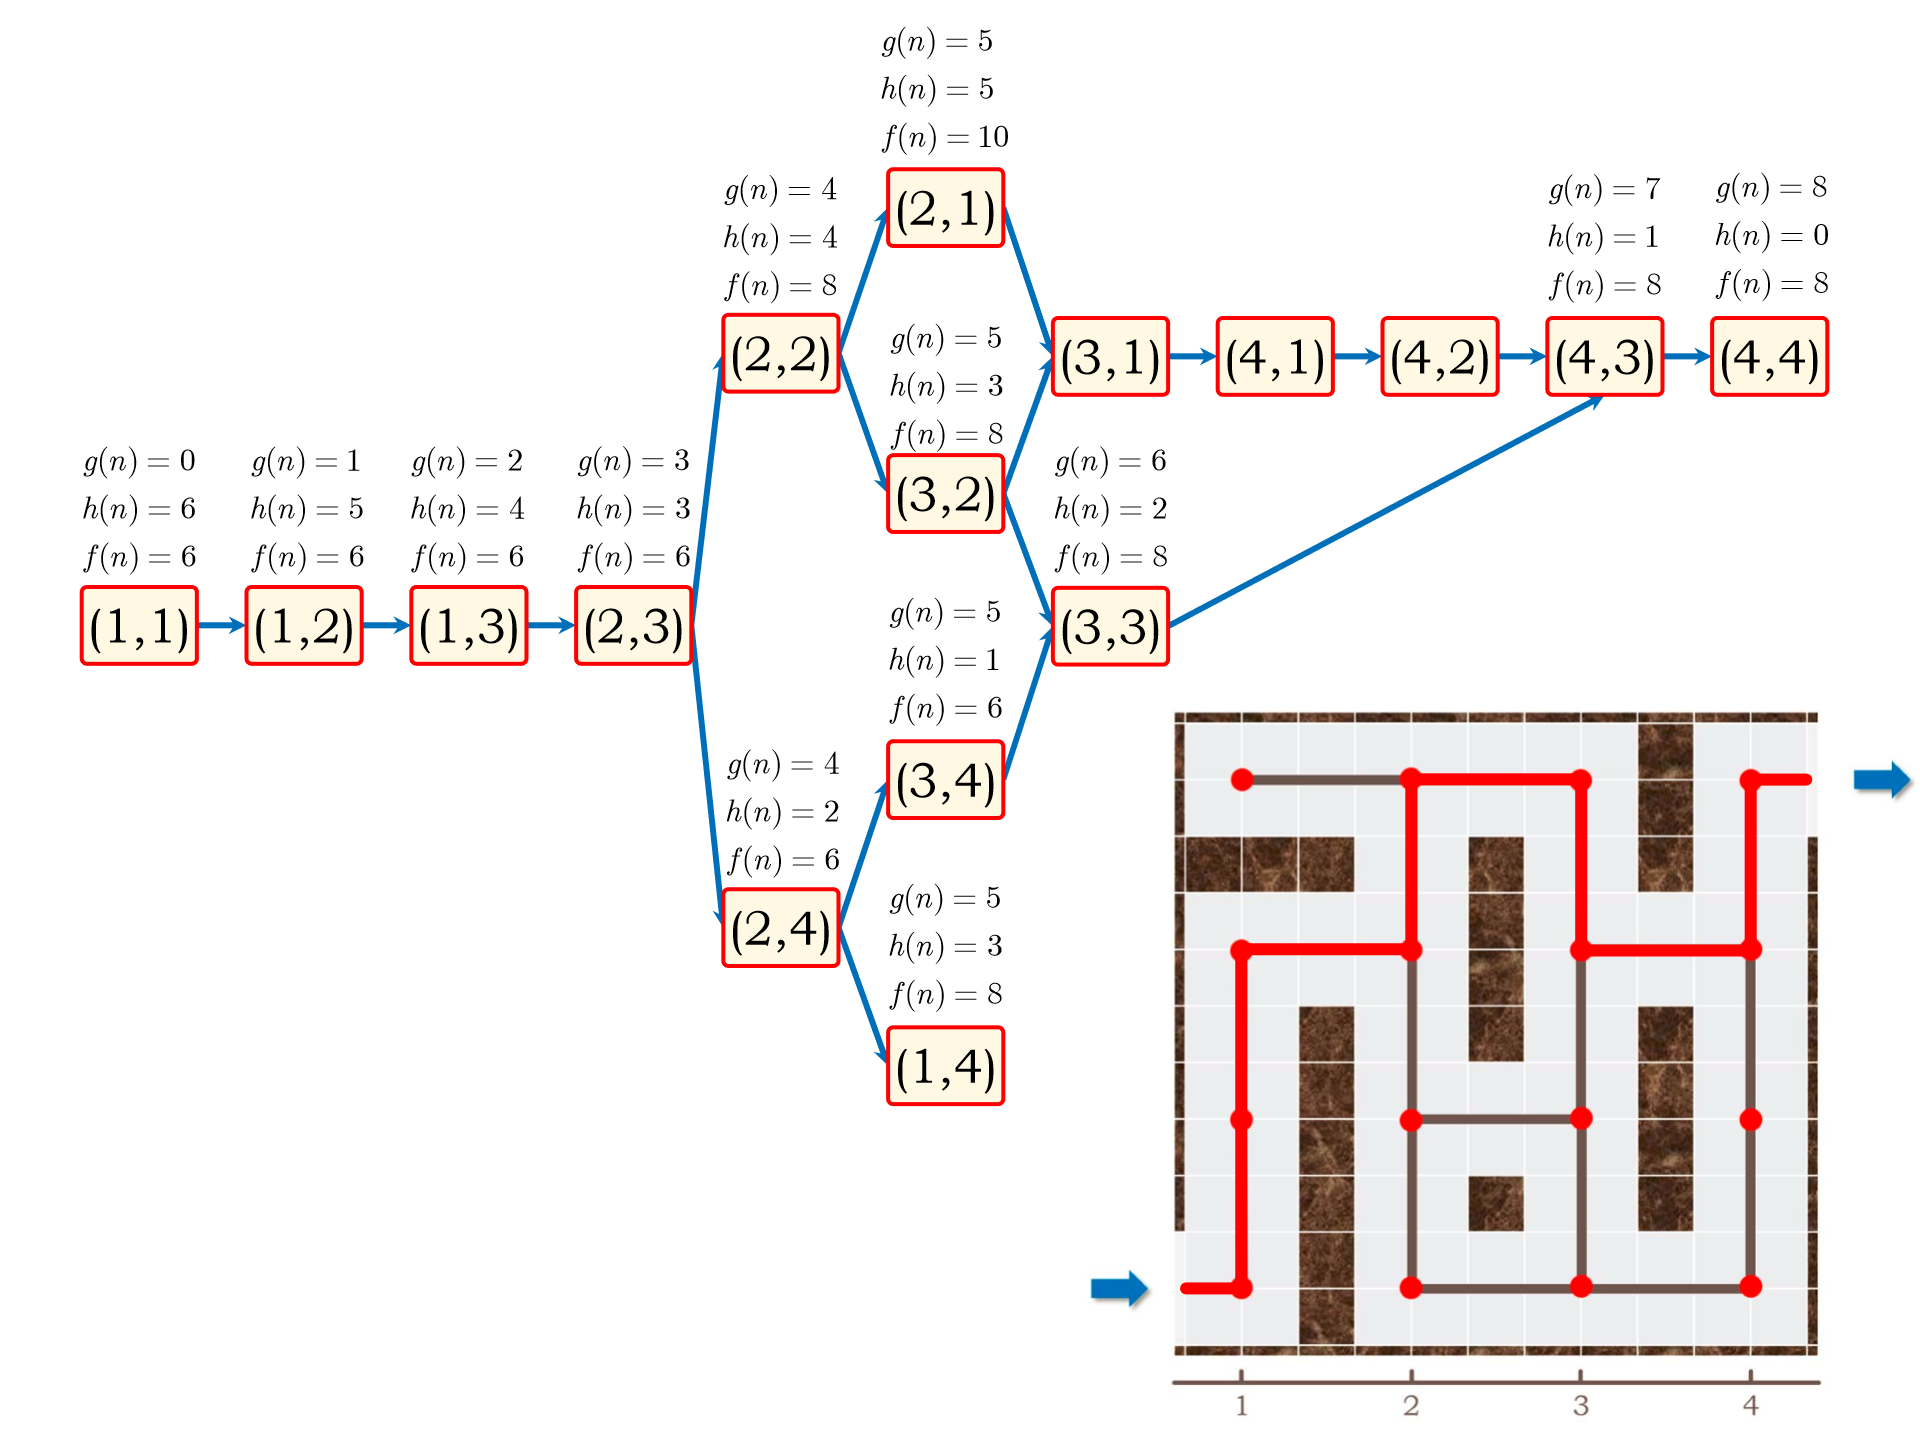 g(n) = 5
h(n) = 5
f(n) = 10
(2,1)
g(n) = 4
h(n) = 4
f(n) = 8
(2,2)
g(n) = 7
h(n) = 1
f(n) = 8
g(n) = 8
h(n) = 0
f(n) = 8
g(n) = 5
h(n) = 3
f(n) = 8
(3,2)
(3,1)
(4,1)
(4,2)
(4,3)
(4,4)
g(n) = 0
h(n) = 6
f(n) = 6
(1,1)
g(n) = 1
h(n) = 5
f(n) = 6
(1,2)
g(n) = 2
h(n) = 4
f(n) = 6
(1,3)
g(n) = 3
h(n) = 3
f(n) = 6
(2,3)
g(n) = 6
h(n) = 2
f(n) = 8
(3,3)
g(n) = 5
h(n) = 1
f(n) = 6
(3,4)
g(n) = 4
h(n) = 2
f(n) = 6
(2,4)
g(n) = 5
h(n) = 3
f(n) = 8
(1,4)
1 2 3 4